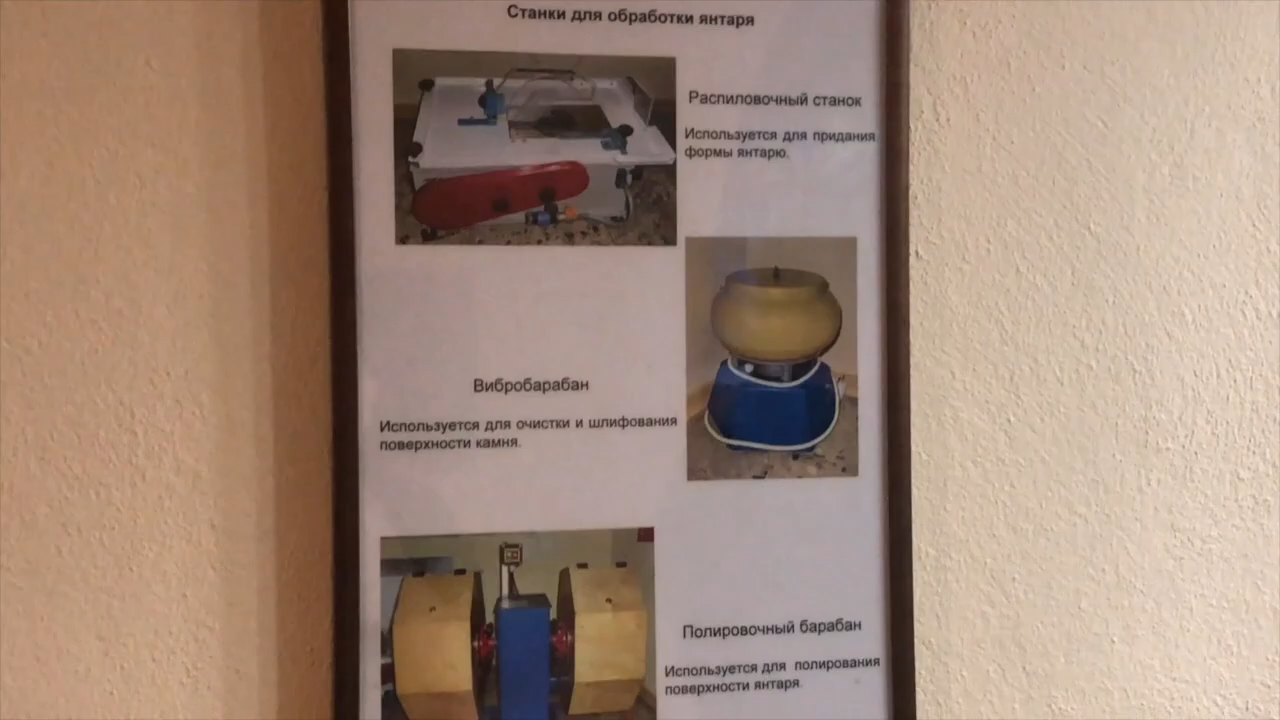 Станки для обработки янтаря
Распиловочный станок
Используется для придания
формы янтарю.
Вибробарабан
Используется для очистки и шлифования
поверхности камня.
Полировочный барабан
Используется для полирования
поверхности янтаря.